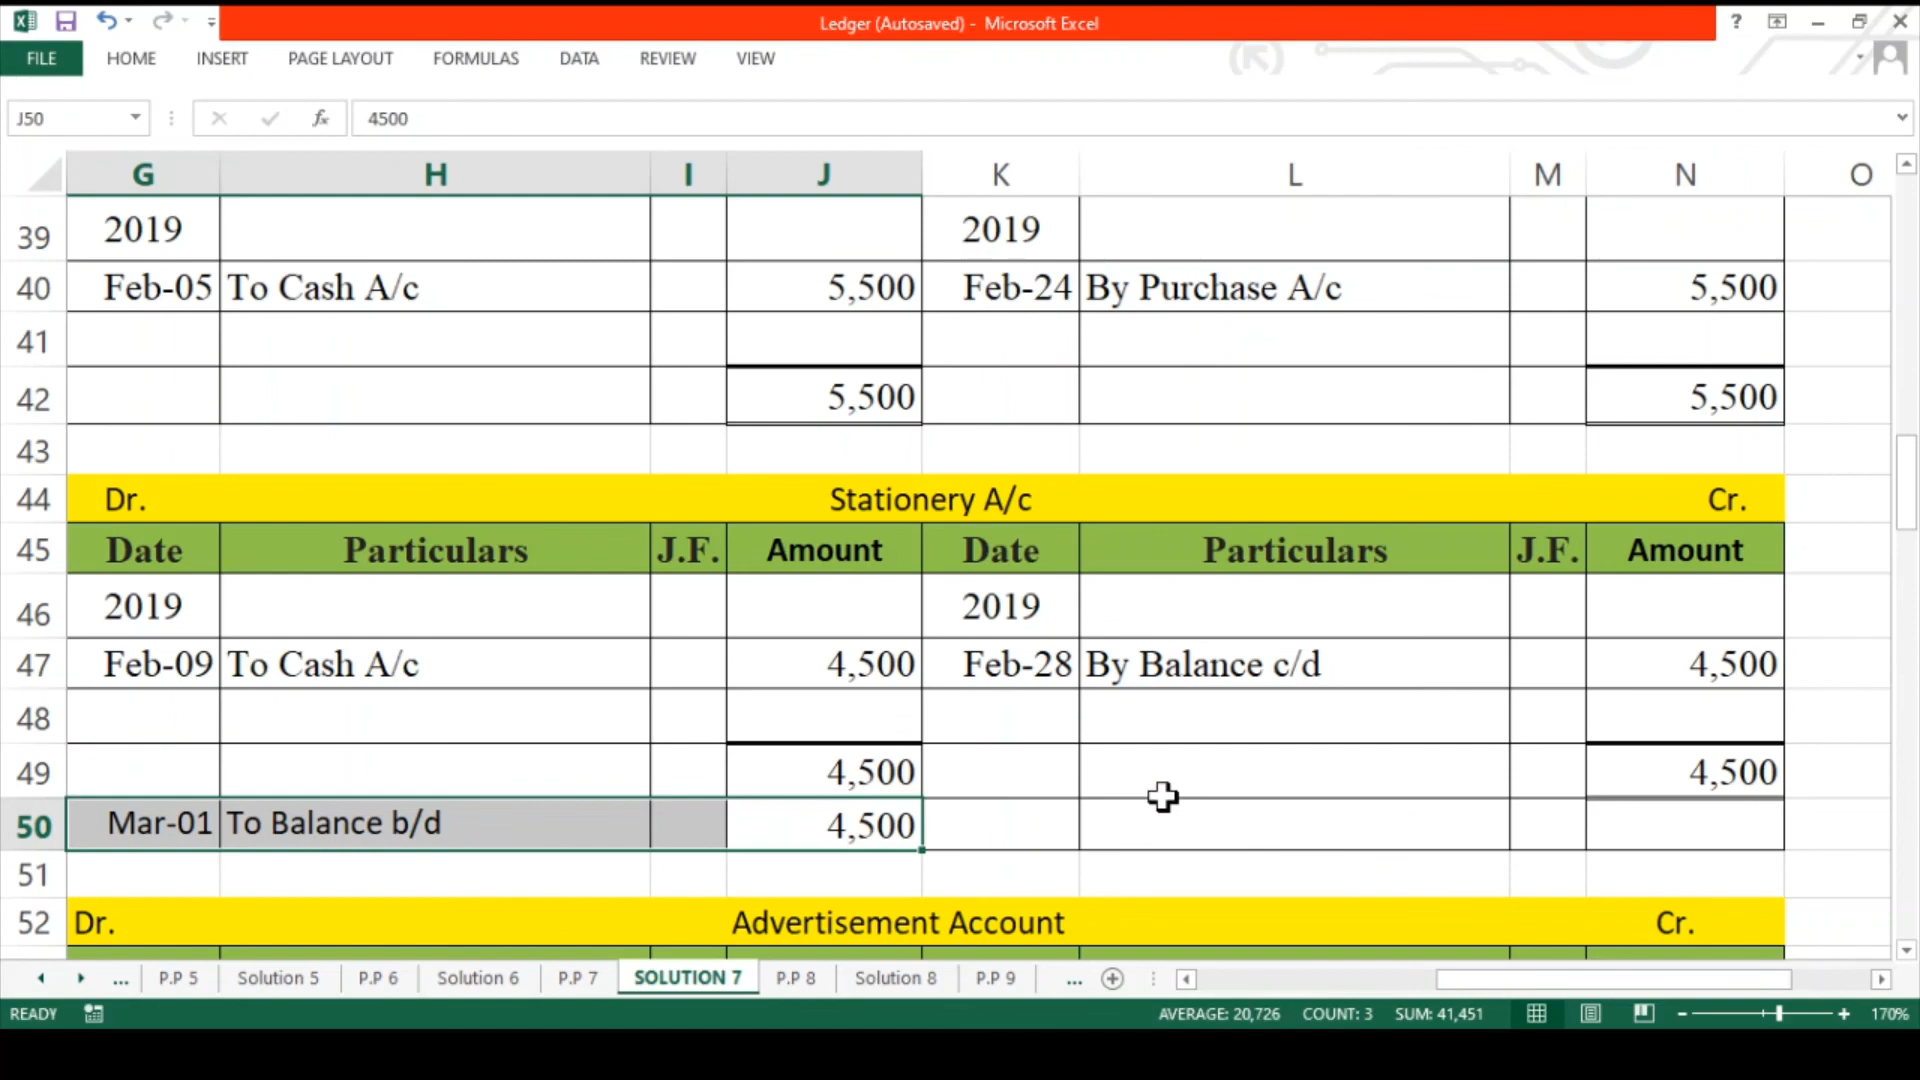 Ledger (Autosaved) - Microsoft Excel
?
FILE HOME INSERT PAGE LAYOUT FORMULAS DATA REVIEW VIEW
J50 fx 4500
G H I J K L M N O
39 2019 2019
40 Feb-05 To Cash A/c 5,500 Feb-24 By Purchase A/c 5,500
41
42 5,500 5,500
43
44 Dr. Stationery A/c Cr.
45 Date Particulars J.F. Amount Date Particulars J.F. Amount
46 2019 2019
47 Feb-09 To Cash A/c 4,500 Feb-28 By Balance c/d 4,500
48
49 4,500 4,500
50 Mar-01 To Balance b/d 4,500
51
52 Dr. Advertisement Account Cr.
... P.P 5 Solution 5 P.P 6 Solution 6 P.P 7 SOLUTION 7 P.P 8 Solution 8 P.P 9 ...
READY AVERAGE: 20,726 COUNT: 3 SUM: 41,451 170%